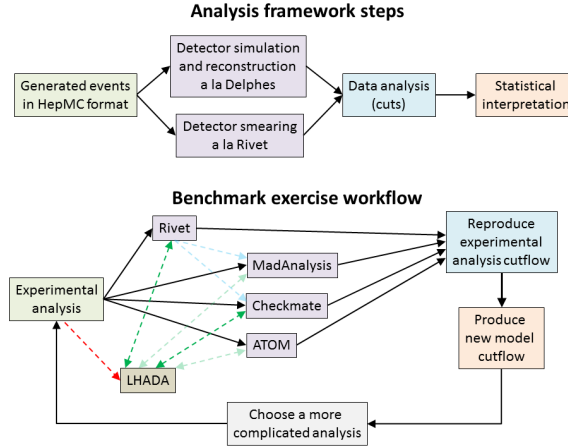 Analysis framework steps
Generated events
in HepMC format
Detector simulation
and reconstruction
a la Delphes
Detector smearing
a la Rivet
Data analysis
(cuts)
Statistical
interpretation
Benchmark exercise workflow
Experimental
analysis
Rivet
MadAnalysis
Checkmate
ATOM
LHADA
Reproduce
experimental
analysis cutflow
Produce
new model
cutflow
Choose a more
complicated analysis